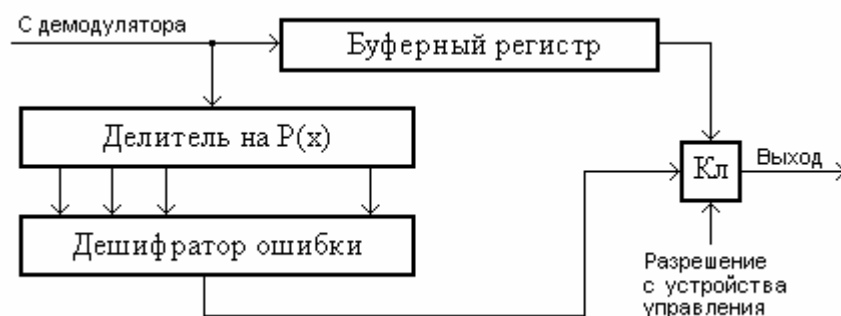 С демодулятора
Буферный регистр
Делитель на P(x)
Кл
Выход
Дешифратор ошибки
Разрешение
с устройства
управления